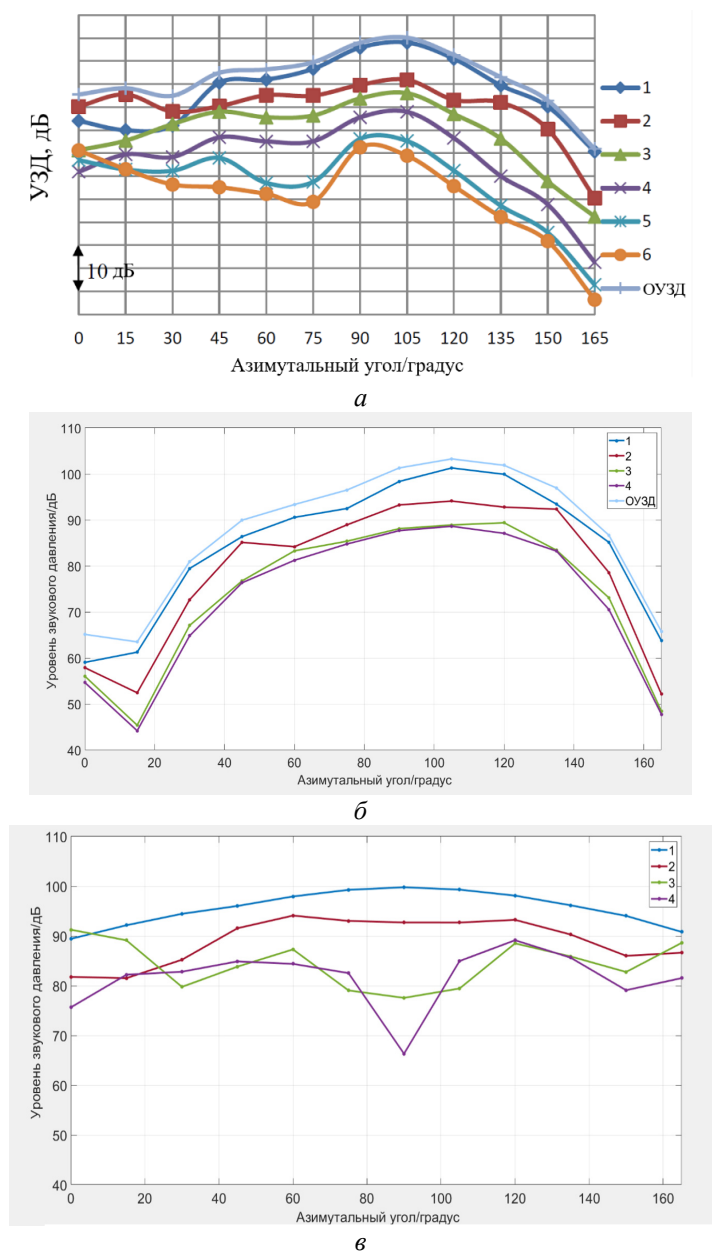 УЗД, дБ
10 дБ
1
2
3
4
5
6
ОУЗД
0 15 30 45 60 75 90 105 120 135 150 165
Азимутальный угол/градус
а
Уровень звукового давления/дБ
110
100
90
80
70
60
50
40
1
2
3
4
ОУЗД
0 20 40 60 80 100 120 140 160
Азимутальный угол/градус
б
Уровень звукового давления/дБ
110
100
90
80
70
60
50
40
1
2
3
4
0 20 40 60 80 100 120 140 160
Азимутальный угол/градус
в